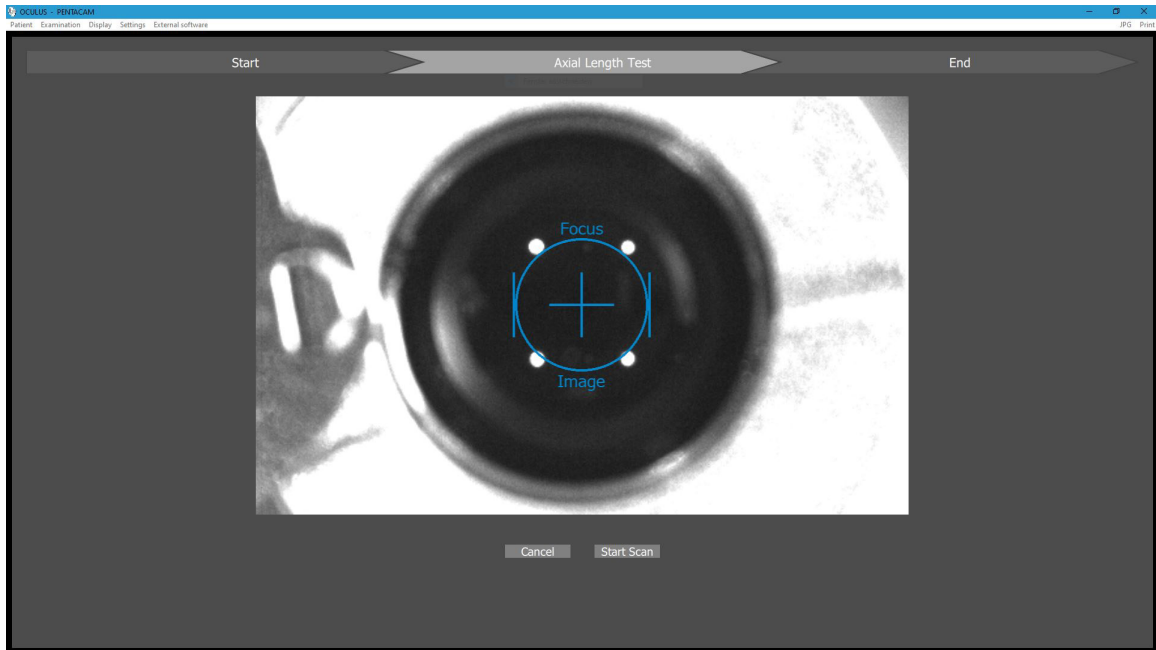 OCULUS - PENTACAM
Patient Examination Display Settings External software JPG Print
Start Axial Length Test End
Focus
Image
Cancel Start Scan